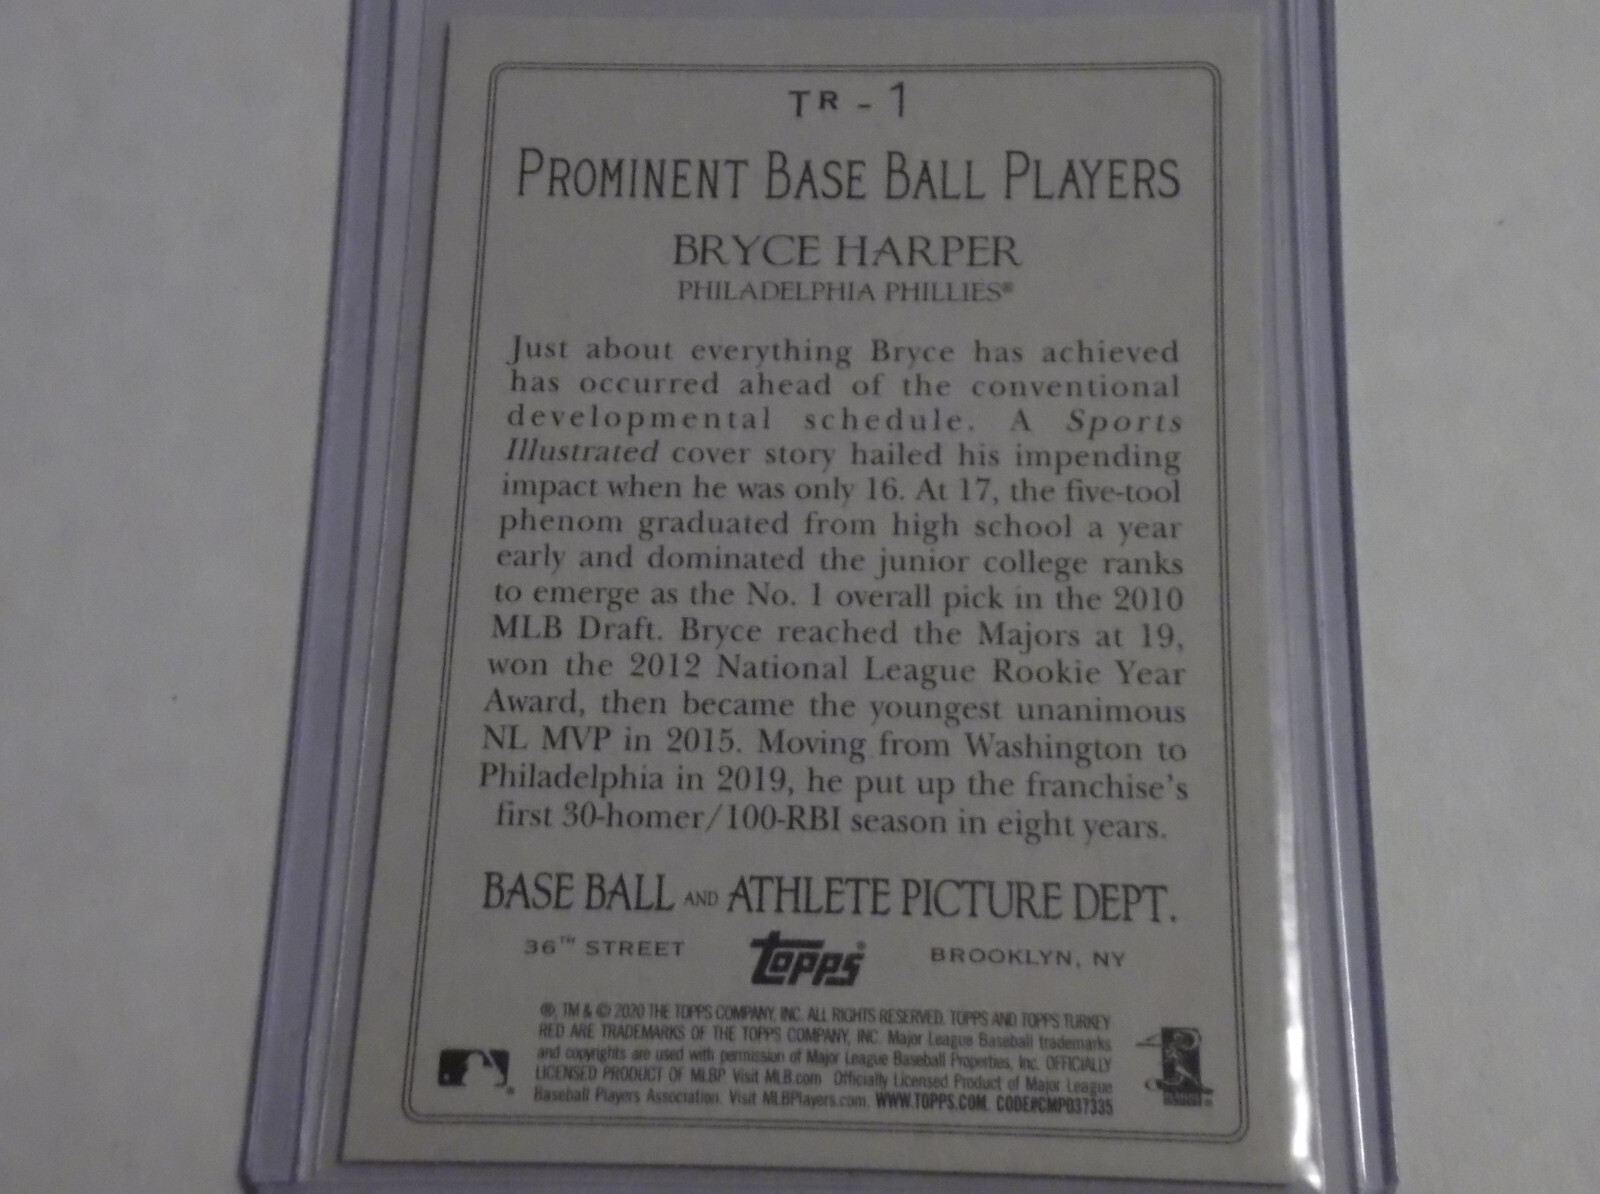 TR - 1
PROMINENT BASE BALL PLAYERS
BRYCE HARPER
PHILADELPHIA PHILLIES®
Just about everything Bryce has achieved
has occurred ahead of the conventional
developmental schedule. A Sports
Illustrated cover story hailed his impending
impact when he was only 16. At 17, the five-tool
phenom graduated from high school a year
early and dominated the junior college ranks
to emerge as the No. 1 overall pick in the 2010
MLB Draft. Bryce reached the Majors at 19,
won the 2012 National League Rookie Year
Award, then became the youngest unanimous
NL MVP in 2015. Moving from Washington to
Philadelphia in 2019, he put up the franchise's
first 30-homer/100-RBI season in eight years.
BASE BALL AND ATHLETE PICTURE DEPT.
36TH STREET topps® BROOKLYN, NY
®, TM & © 2020 THE TOPPS COMPANY, INC. ALL RIGHTS RESERVED. TOPPS AND TOPPS TURKEY
RED ARE TRADEMARKS OF THE TOPPS COMPANY, INC. Major League Baseball trademarks
and copyrights are used with permission of Major League Baseball Properties, Inc. OFFICIALLY
LICENSED PRODUCT OF MLBP Visit MLB.com Officially Licensed Product of Major League
Baseball Players Association. Visit MLBPlayers.com. WWW.TOPPS.COM. CODE#CMP037335